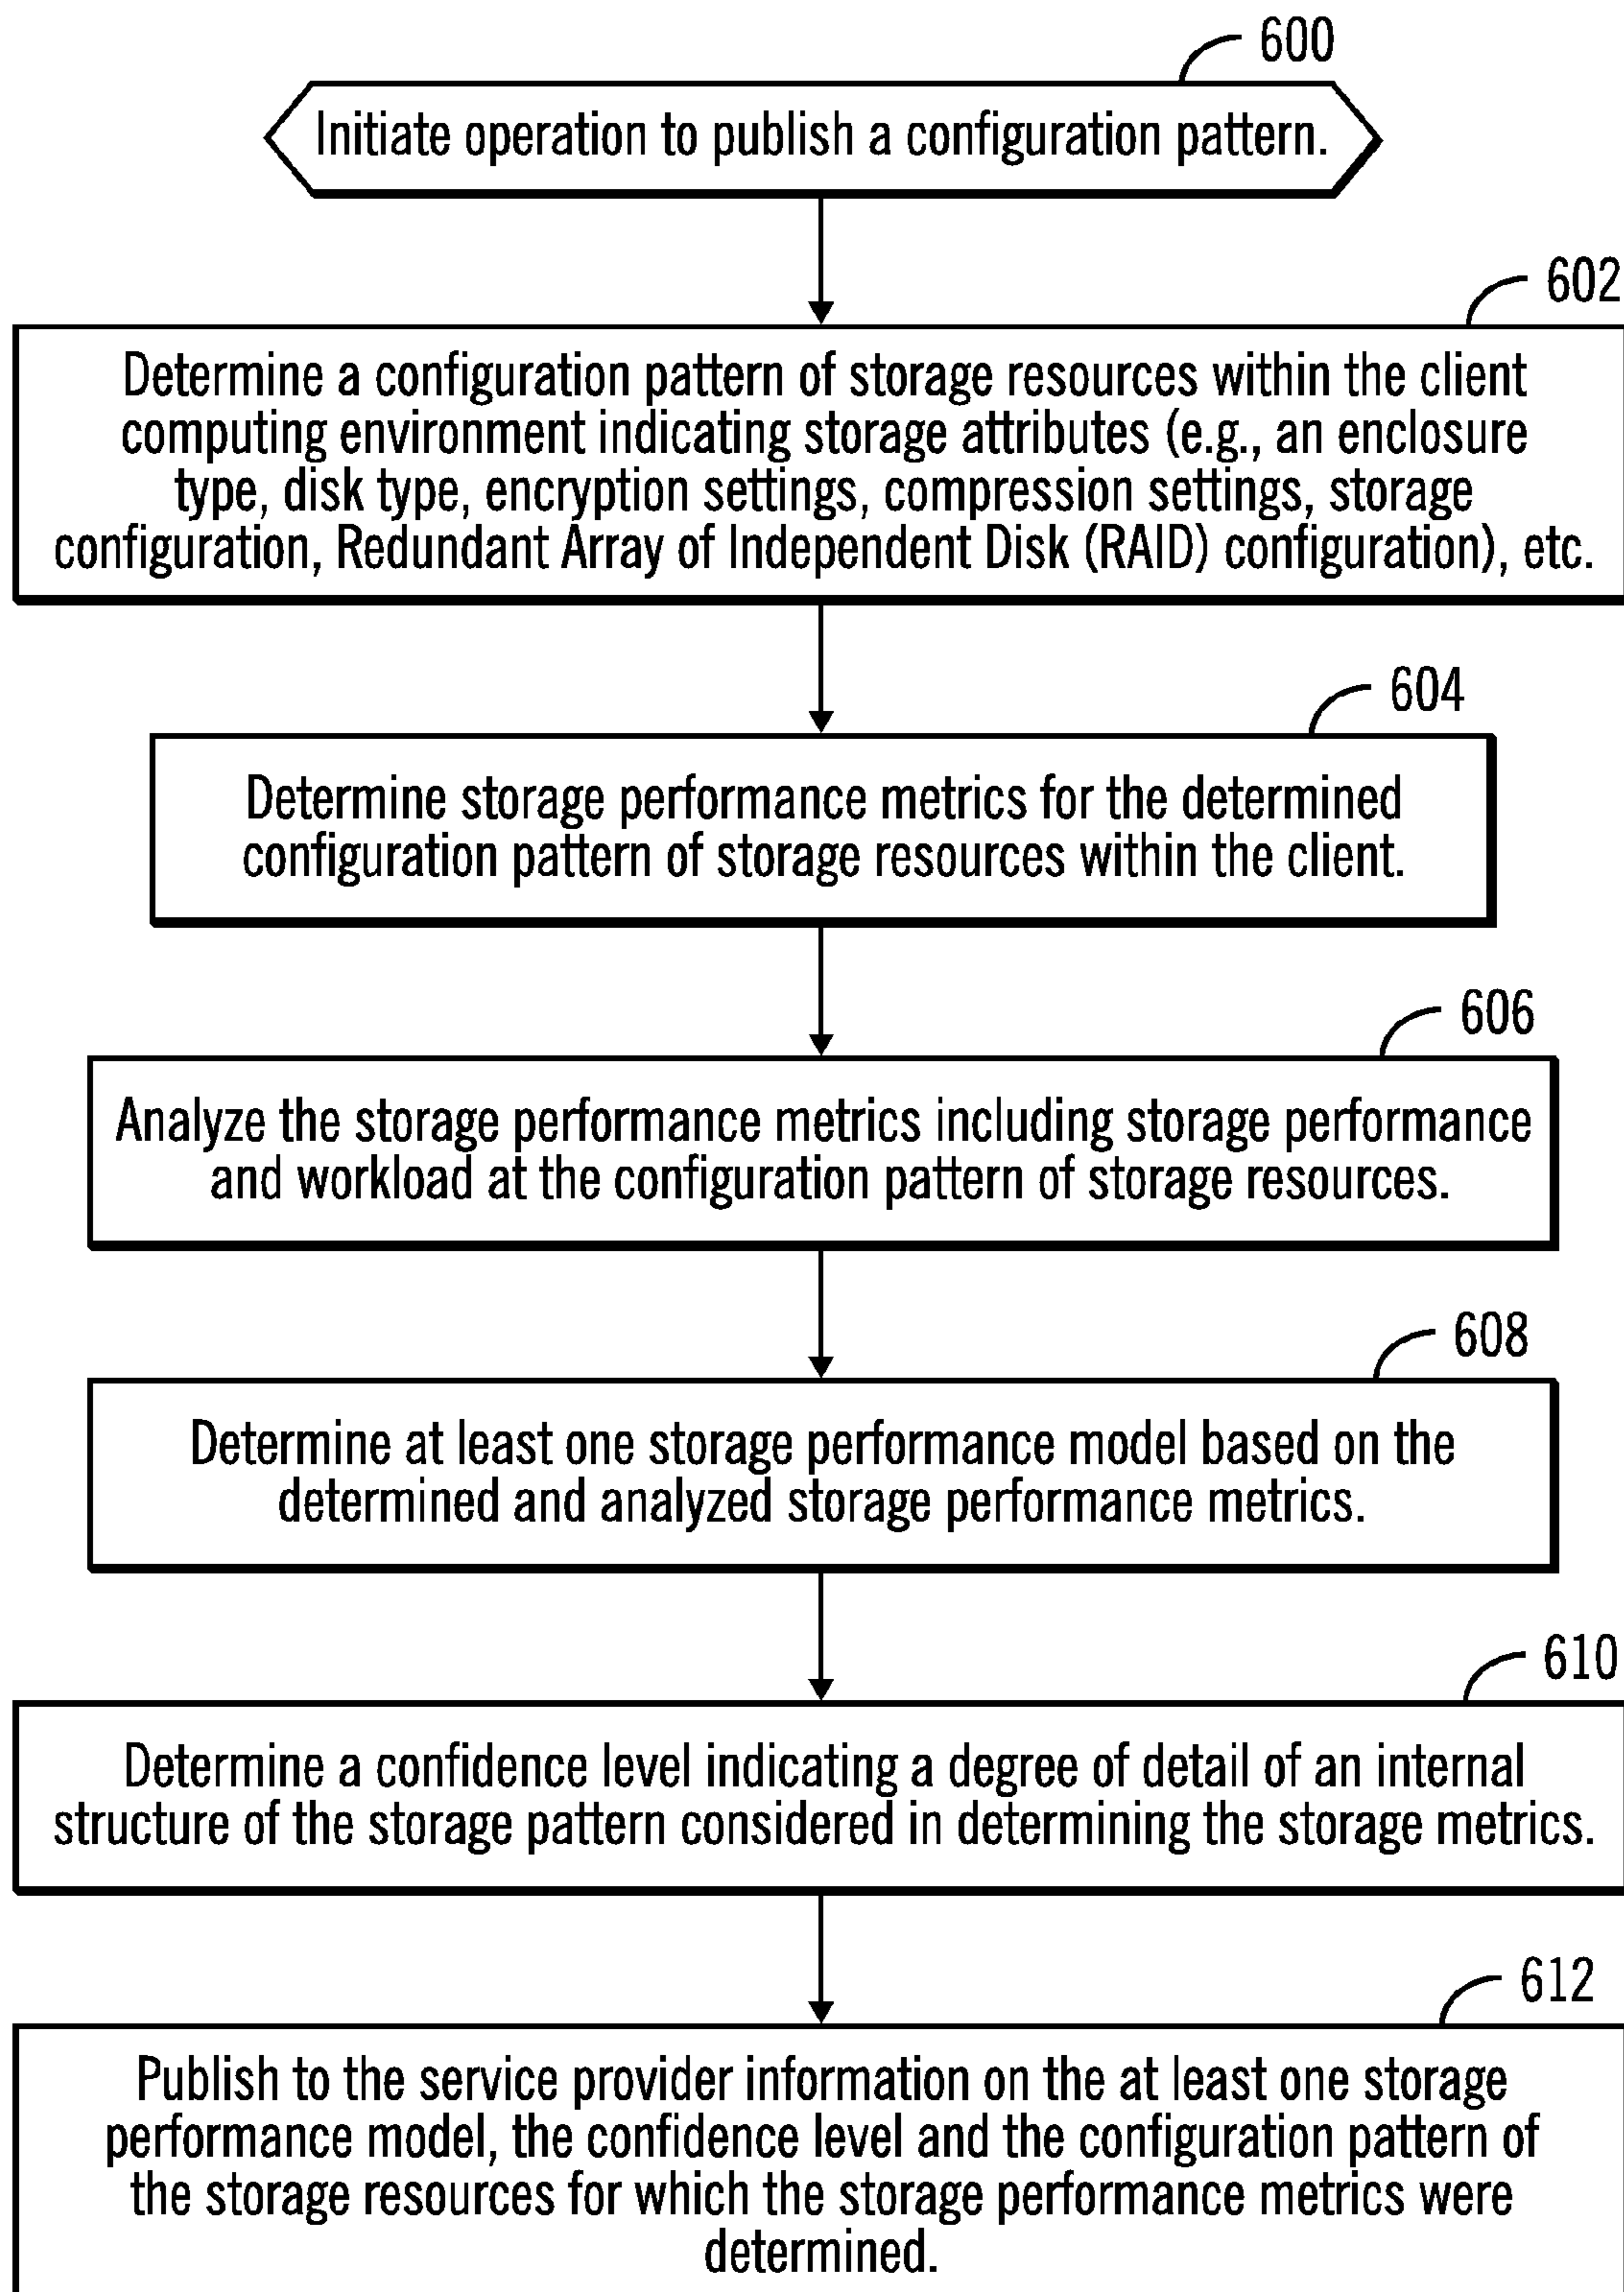 600
Initiate operation to publish a configuration pattern.
602
Determine a configuration pattern of storage resources within the client
computing environment indicating storage attributes (e.g., an enclosure
type, disk type, encryption settings, compression settings, storage
configuration, Redundant Array of Independent Disk (RAID) configuration), etc.
604
Determine storage performance metrics for the determined
configuration pattern of storage resources within the client.
606
Analyze the storage performance metrics including storage performance
and workload at the configuration pattern of storage resources.
608
Determine at least one storage performance model based on the
determined and analyzed storage performance metrics.
610
Determine a confidence level indicating a degree of detail of an internal
structure of the storage pattern considered in determining the storage metrics.
612
Publish to the service provider information on the at least one storage
performance model, the confidence level and the configuration pattern of
the storage resources for which the storage performance metrics were
determined.